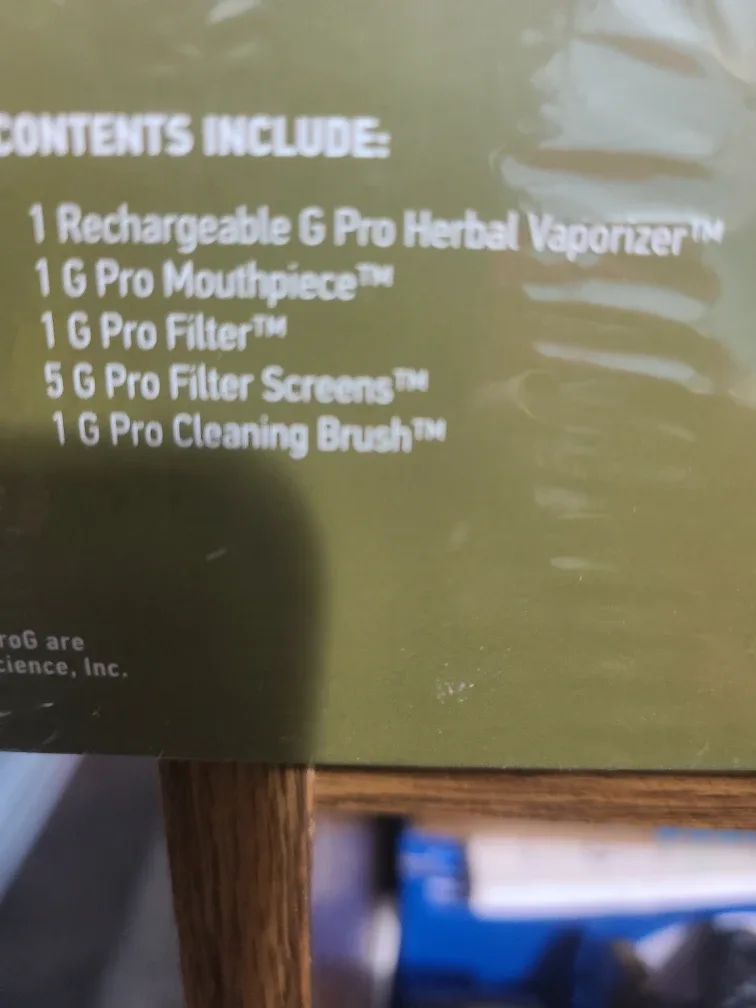 CONTENTS INCLUDE:
1 Rechargeable G Pro Herbal Vaporizer™
1 G Pro Mouthpiece™
1 G Pro Filter™
5 G Pro Filter Screens™
1 G Pro Cleaning Brush™
roG are
cience, Inc.